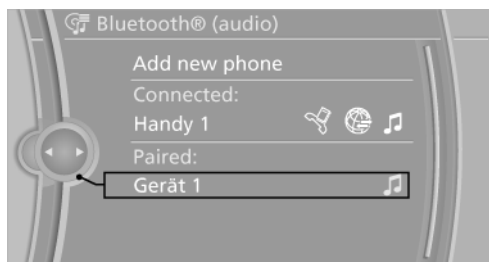 Bluetooth® (audio)
Add new phone
Connected:
Handy 1
Paired:
Gerät 1